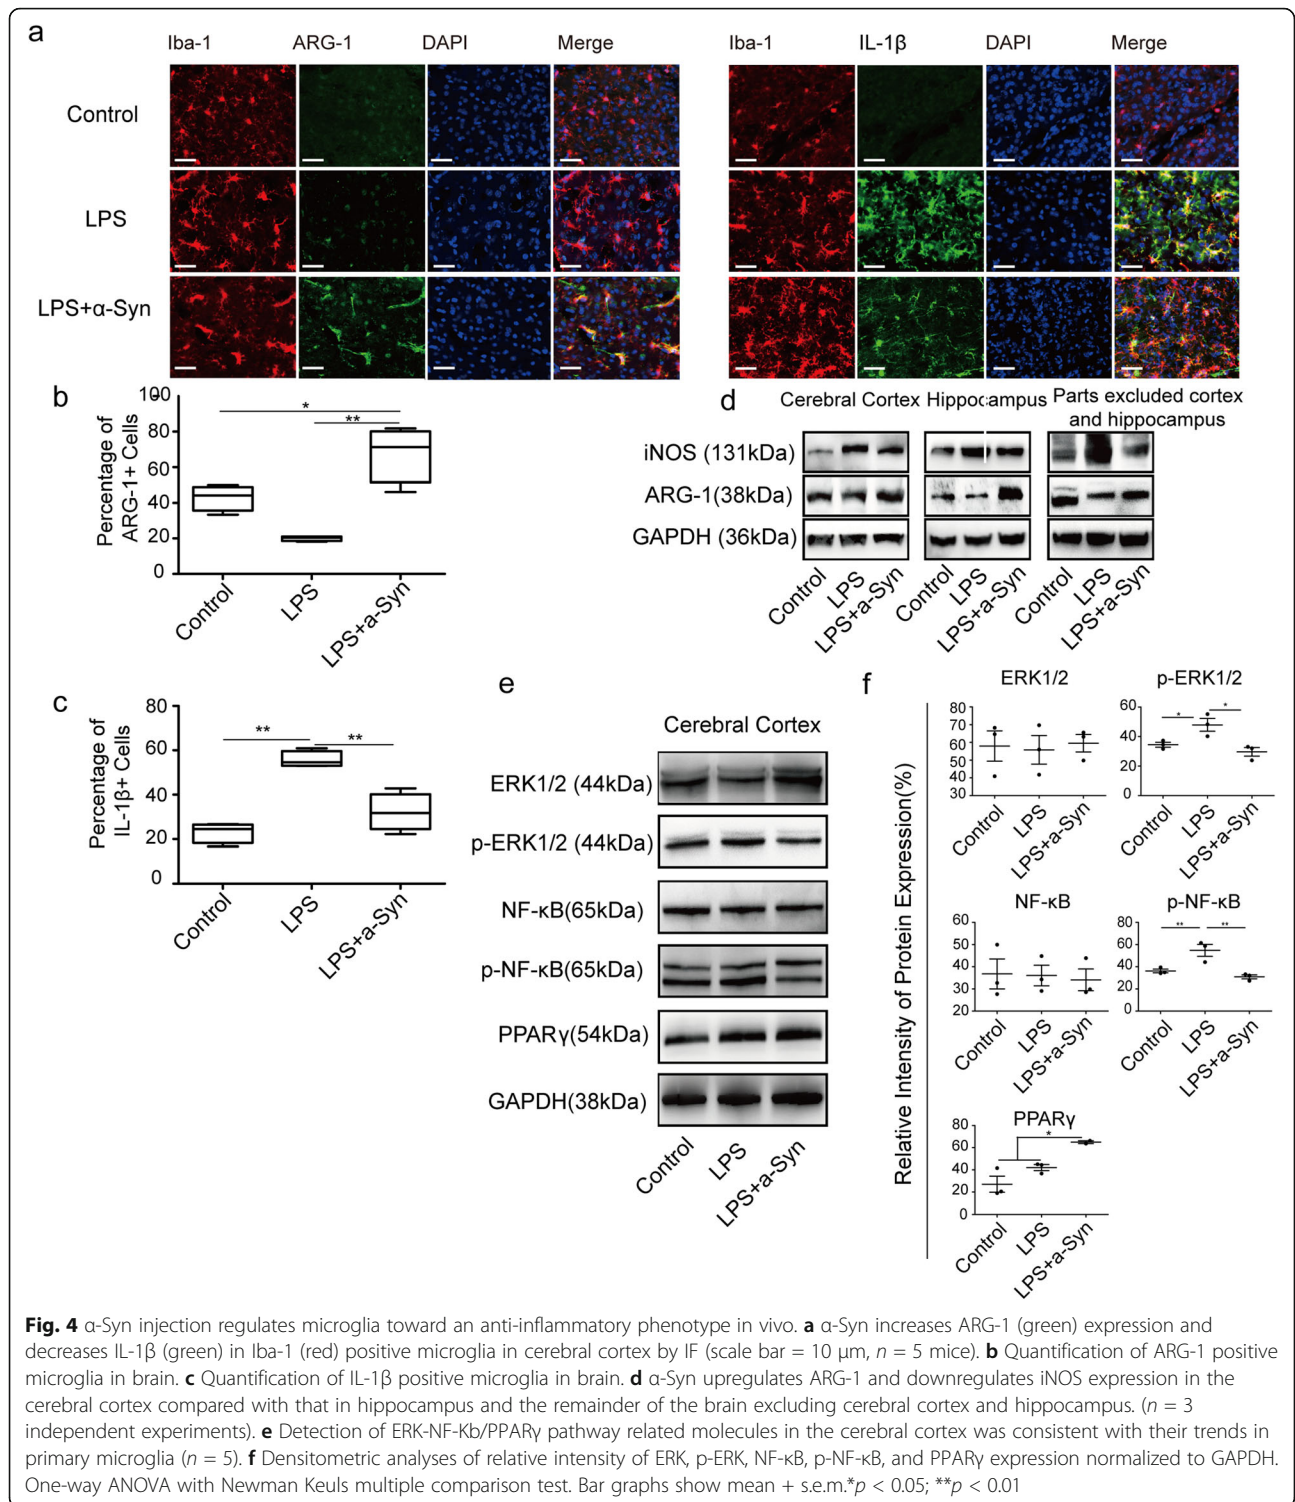 a
Iba-1 ARG-1 DAPI Merge Iba-1 IL-1β DAPI Merge
Control
LPS
LPS+α-Syn
b
Percentage of
ARG-1+ Cells
100
80
60
40
20
0
* **
Control LPS LPS+a-Syn
d
Cerebral Cortex Hippocampus Parts excluded cortex
and hippocampus
iNOS (131kDa)
ARG-1(38kDa)
GAPDH (36kDa)
Control LPS LPS+α-Syn Control LPS LPS+α-Syn Control LPS LPS+α-Syn
c
Percentage of
IL-1β+ Cells
80
60
40
20
0
** **
Control LPS LPS+a-Syn
e
Cerebral Cortex
ERK1/2 (44kDa)
p-ERK1/2 (44kDa)
NF-κB(65kDa)
p-NF-κB(65kDa)
PPARγ(54kDa)
GAPDH(38kDa)
Control LPS LPS+a-Syn
f
Relative Intensity of Protein Expression(%)
ERK1/2
80
70
60
50
40
30
Control LPS LPS+α-Syn
p-ERK1/2
60
40
20
0
* *
Control LPS LPS+α-Syn
NF-κB
60
50
40
30
20
Control LPS LPS+α-Syn
p-NF-κB
80
60
40
20
0
** **
Control LPS LPS+α-Syn
PPARγ
80
60
40
20
0
*
Control LPS LPS+α-Syn
Fig. 4 α-Syn injection regulates microglia toward an anti-inflammatory phenotype in vivo. a α-Syn increases ARG-1 (green) expression and
decreases IL-1β (green) in Iba-1 (red) positive microglia in cerebral cortex by IF (scale bar = 10 μm, n = 5 mice). b Quantification of ARG-1 positive
microglia in brain. c Quantification of IL-1β positive microglia in brain. d α-Syn upregulates ARG-1 and downregulates iNOS expression in the
cerebral cortex compared with that in hippocampus and the remainder of the brain excluding cerebral cortex and hippocampus. (n = 3
independent experiments). e Detection of ERK-NF-Kb/PPARγ pathway related molecules in the cerebral cortex was consistent with their trends in
primary microglia (n = 5). f Densitometric analyses of relative intensity of ERK, p-ERK, NF-κB, p-NF-κB, and PPARγ expression normalized to GAPDH.
One-way ANOVA with Newman Keuls multiple comparison test. Bar graphs show mean + s.e.m.*p < 0.05; **p < 0.01